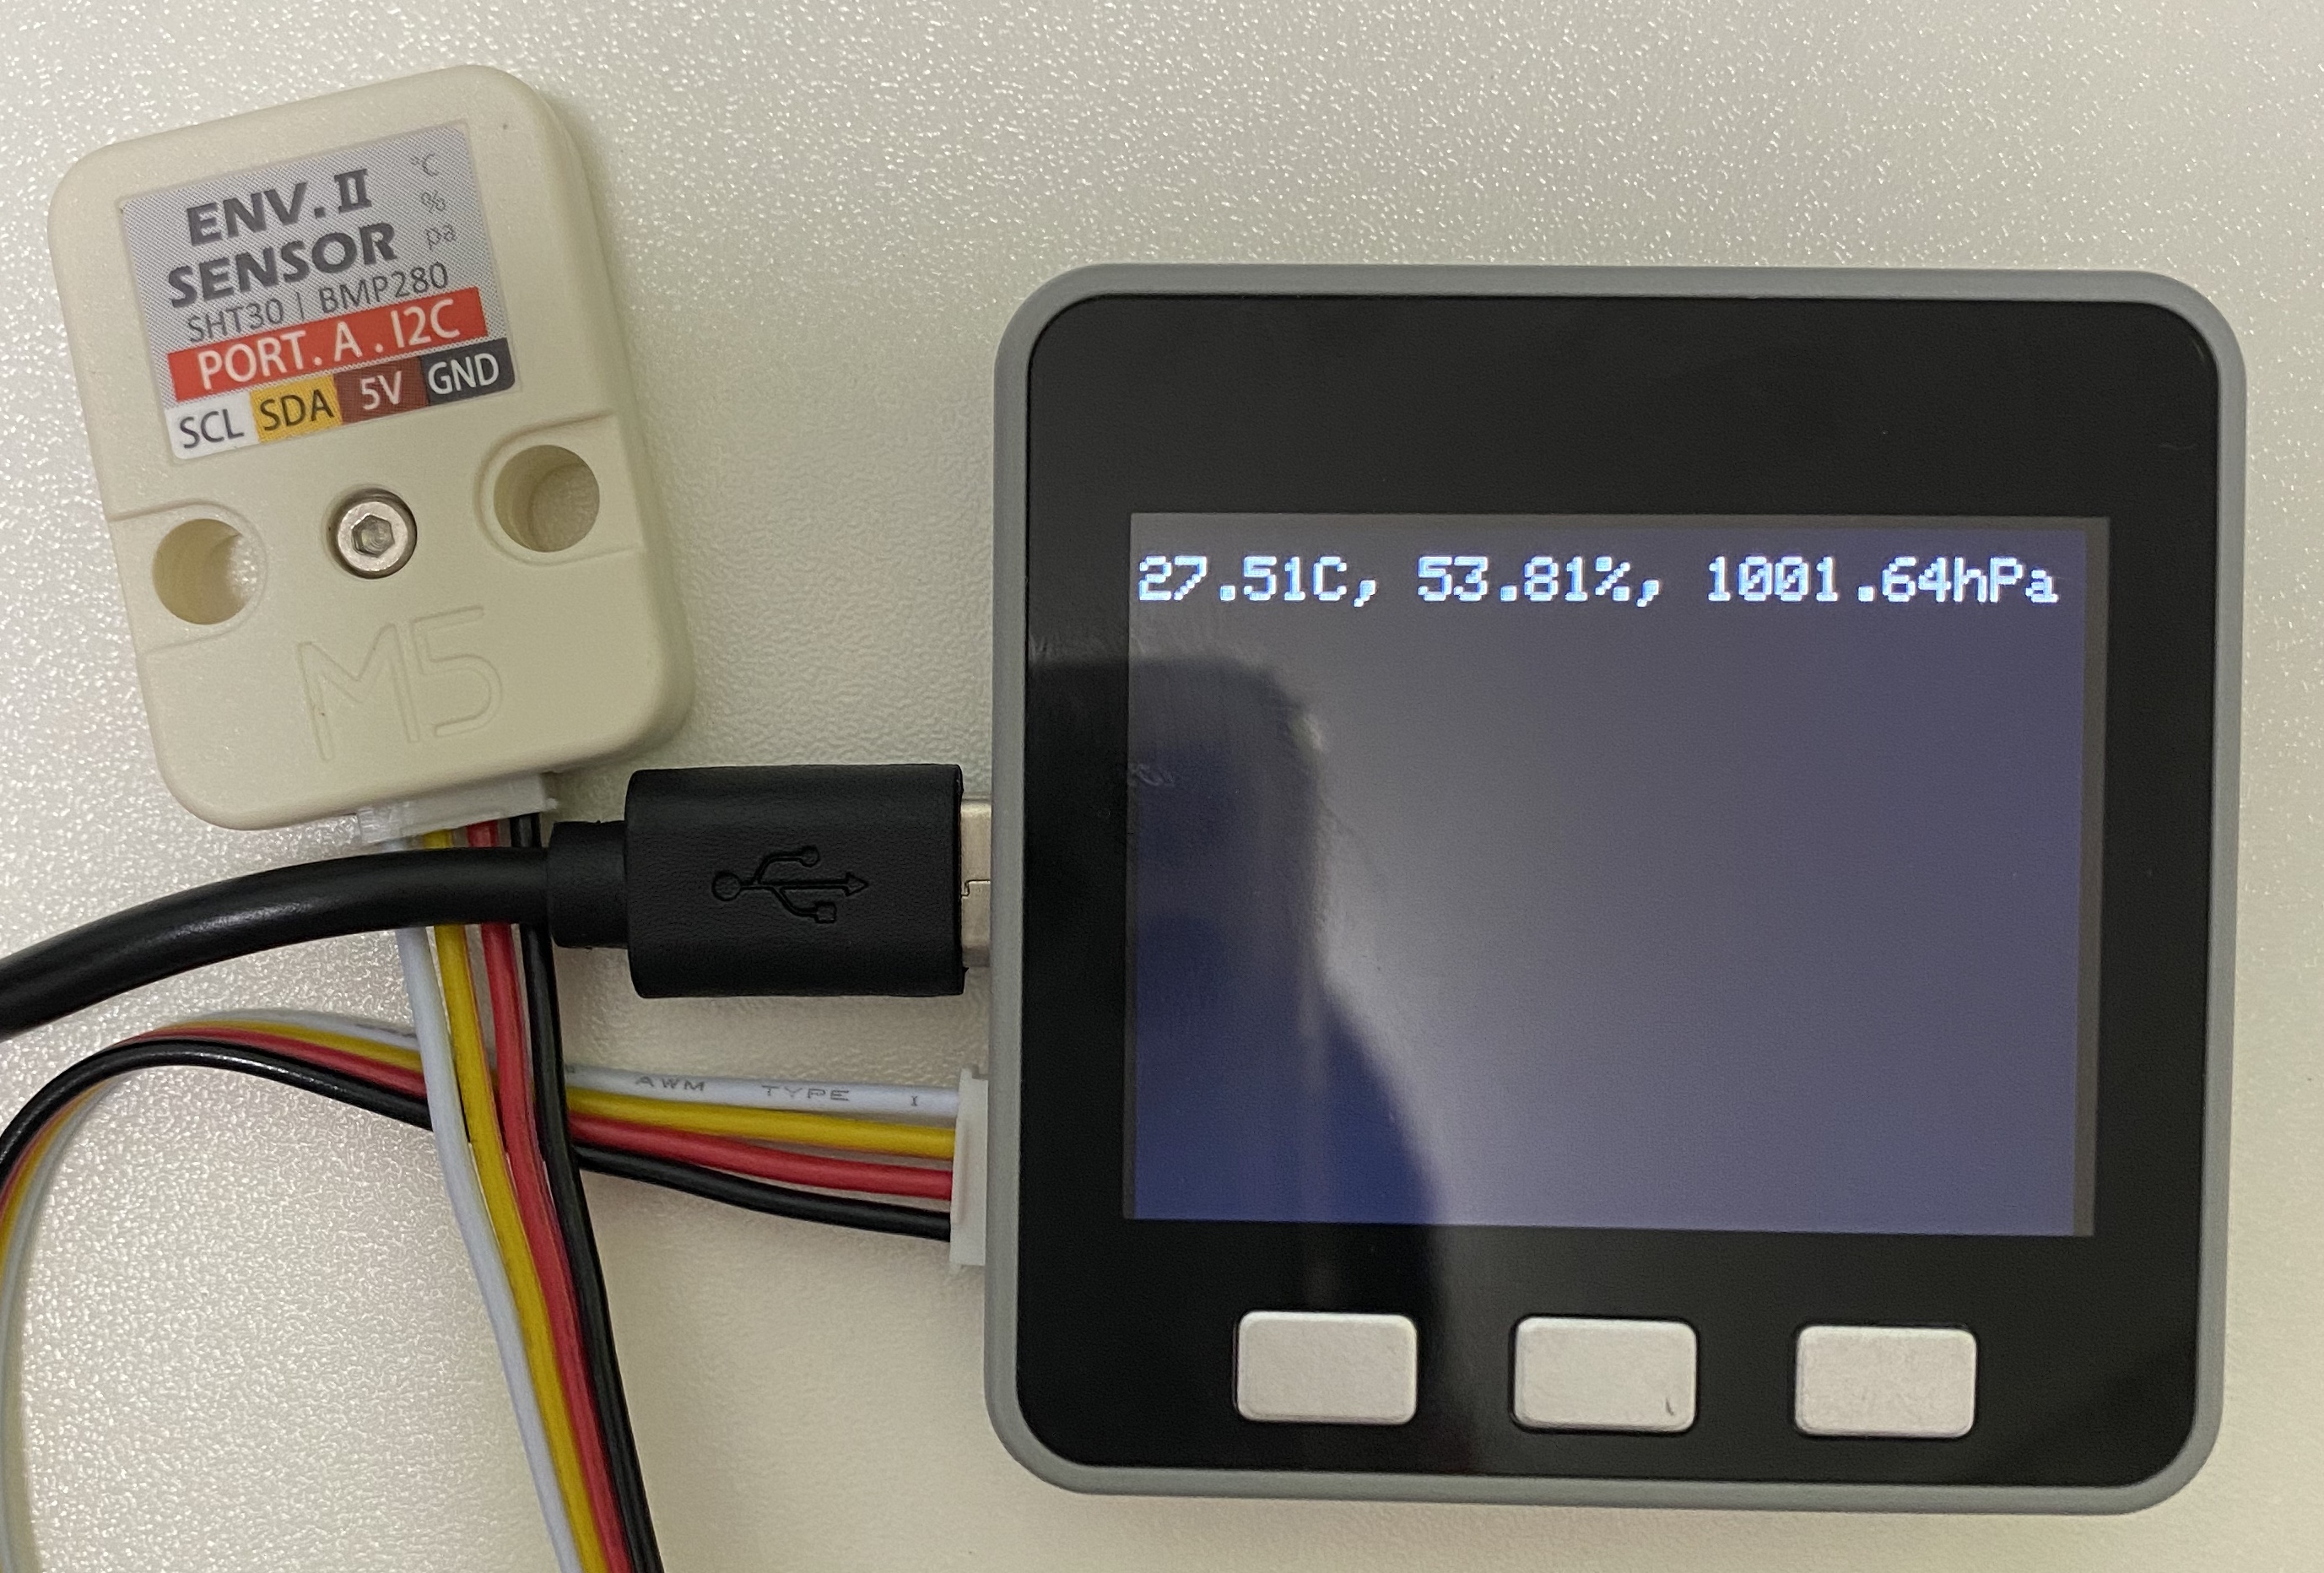 ENV.II
SENSOR
°C
%
pa
SHT30 | BMP280
PORT. A . I2C
SCL SDA 5V GND
M5
27.51C, 53.81%, 1001.64hPa
AWM TYPE I